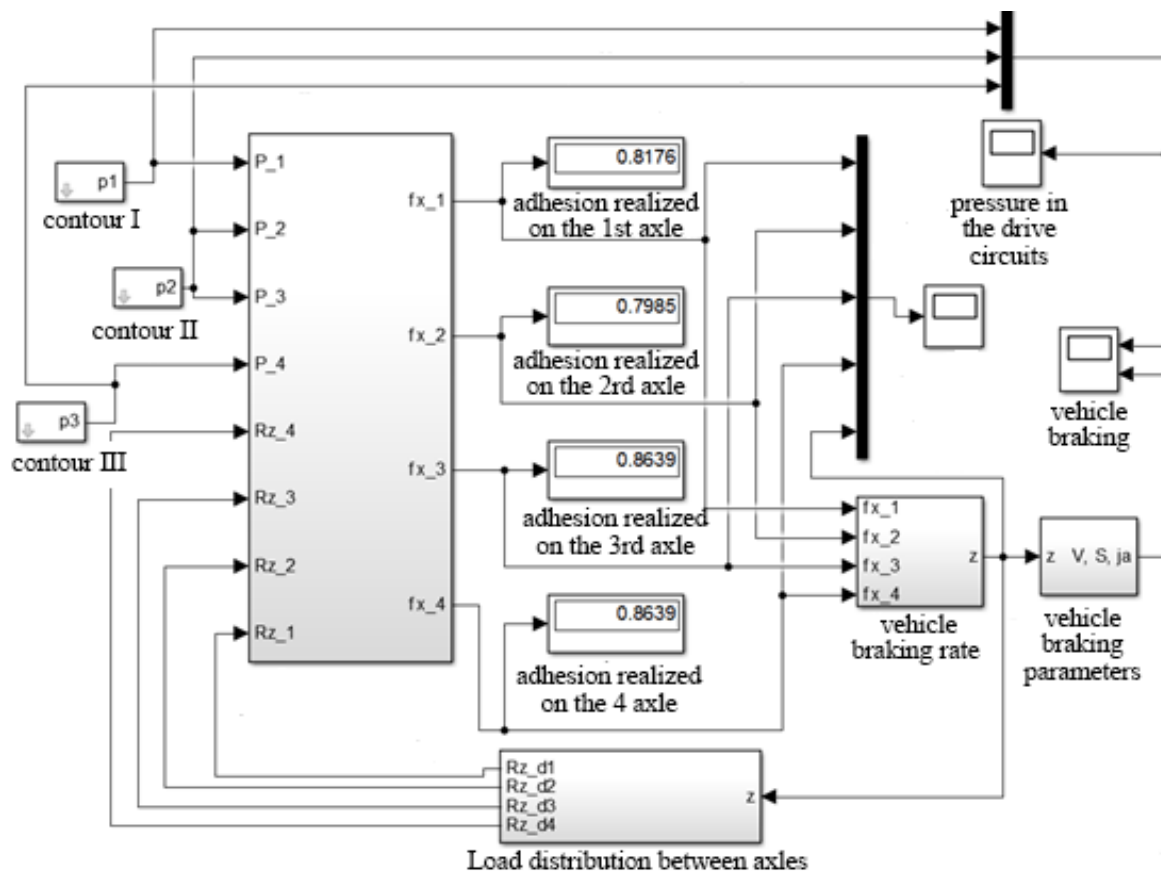 p1
contour I
p2
contour II
p3
contour III
P_1
P_2
P_3
P_4
Rz_4
Rz_3
Rz_2
Rz_1
fx_1
fx_2
fx_3
fx_4
0.8176
adhesion realized
on the 1st axle
0.7985
adhesion realized
on the 2rd axle
0.8639
adhesion realized
on the 3rd axle
0.8639
adhesion realized
on the 4 axle
pressure in
the drive
circuits
vehicle
braking
fx_1
fx_2
fx_3
fx_4
z
vehicle
braking rate
z V, S, ja
vehicle
braking
parameters
Rz_d1
Rz_d2
Rz_d3
Rz_d4
z
Load distribution between axles